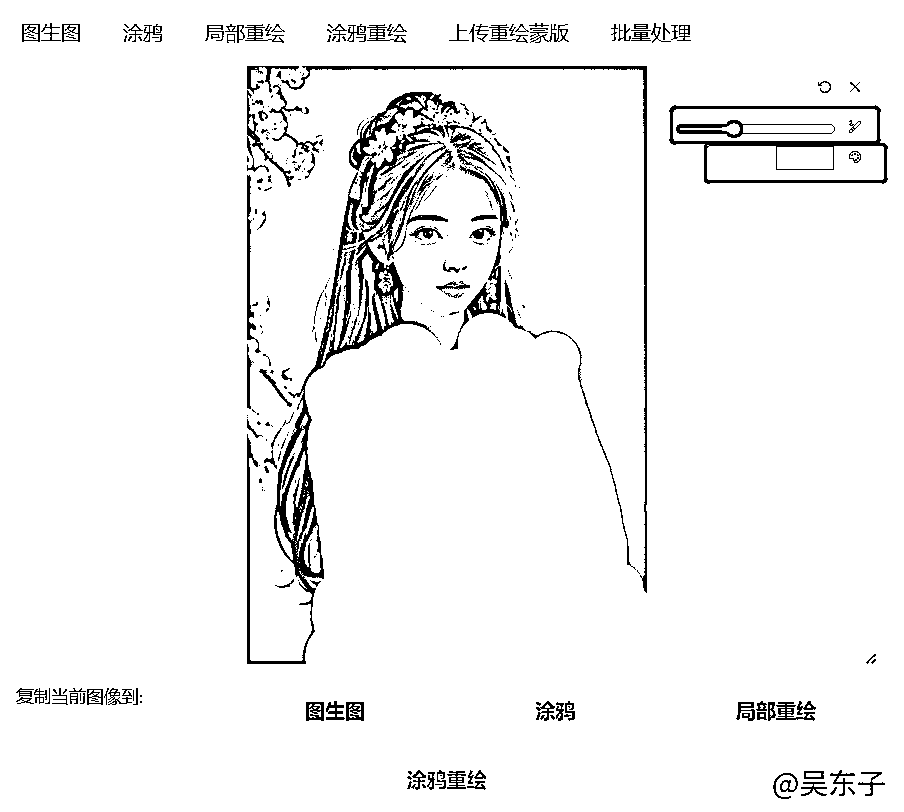 图生图 涂鸦 局部重绘 涂鸦重绘 上传重绘蒙版 批量处理
复制当前图像到:
图生图 涂鸦 局部重绘
涂鸦重绘
@吴东子